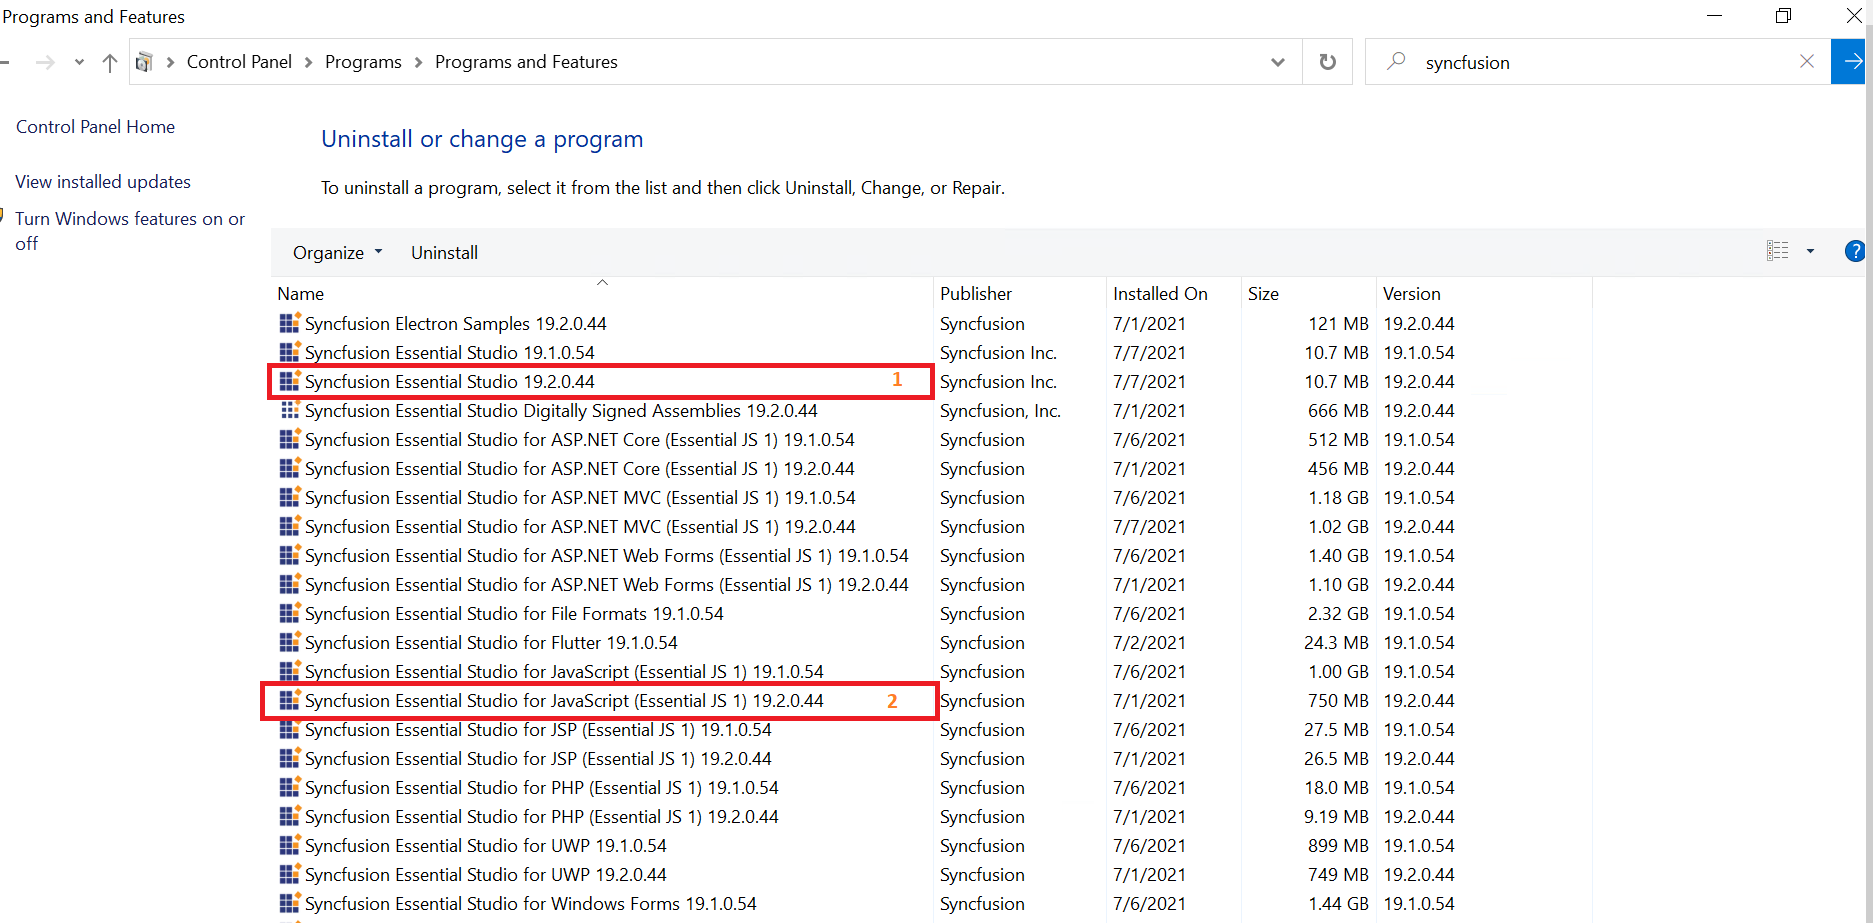 Programs and Features
Control Panel Programs Programs and Features
syncfusion
Control Panel Home
View installed updates
Turn Windows features on or
off
Uninstall or change a program
To uninstall a program, select it from the list and then click Uninstall, Change, or Repair.
Organize Uninstall ?
Name Publisher Installed On Size Version
Syncfusion Electron Samples 19.2.0.44 Syncfusion 7/1/2021 121 MB 19.2.0.44
Syncfusion Essential Studio 19.1.0.54 Syncfusion Inc. 7/7/2021 10.7 MB 19.1.0.54
Syncfusion Essential Studio 19.2.0.44 1 Syncfusion Inc. 7/7/2021 10.7 MB 19.2.0.44
Syncfusion Essential Studio Digitally Signed Assemblies 19.2.0.44 Syncfusion, Inc. 7/1/2021 666 MB 19.2.0.44
Syncfusion Essential Studio for ASP.NET Core (Essential JS 1) 19.1.0.54 Syncfusion 7/6/2021 512 MB 19.1.0.54
Syncfusion Essential Studio for ASP.NET Core (Essential JS 1) 19.2.0.44 Syncfusion 7/1/2021 456 MB 19.2.0.44
Syncfusion Essential Studio for ASP.NET MVC (Essential JS 1) 19.1.0.54 Syncfusion 7/6/2021 1.18 GB 19.1.0.54
Syncfusion Essential Studio for ASP.NET MVC (Essential JS 1) 19.2.0.44 Syncfusion 7/7/2021 1.02 GB 19.2.0.44
Syncfusion Essential Studio for ASP.NET Web Forms (Essential JS 1) 19.1.0.54 Syncfusion 7/6/2021 1.40 GB 19.1.0.54
Syncfusion Essential Studio for ASP.NET Web Forms (Essential JS 1) 19.2.0.44 Syncfusion 7/1/2021 1.10 GB 19.2.0.44
Syncfusion Essential Studio for File Formats 19.1.0.54 Syncfusion 7/6/2021 2.32 GB 19.1.0.54
Syncfusion Essential Studio for Flutter 19.1.0.54 Syncfusion 7/2/2021 24.3 MB 19.1.0.54
Syncfusion Essential Studio for JavaScript (Essential JS 1) 19.1.0.54 Syncfusion 7/6/2021 1.00 GB 19.1.0.54
Syncfusion Essential Studio for JavaScript (Essential JS 1) 19.2.0.44 2 Syncfusion 7/1/2021 750 MB 19.2.0.44
Syncfusion Essential Studio for JSP (Essential JS 1) 19.1.0.54 Syncfusion 7/6/2021 27.5 MB 19.1.0.54
Syncfusion Essential Studio for JSP (Essential JS 1) 19.2.0.44 Syncfusion 7/1/2021 26.5 MB 19.2.0.44
Syncfusion Essential Studio for PHP (Essential JS 1) 19.1.0.54 Syncfusion 7/6/2021 18.0 MB 19.1.0.54
Syncfusion Essential Studio for PHP (Essential JS 1) 19.2.0.44 Syncfusion 7/1/2021 9.19 MB 19.2.0.44
Syncfusion Essential Studio for UWP 19.1.0.54 Syncfusion 7/6/2021 899 MB 19.1.0.54
Syncfusion Essential Studio for UWP 19.2.0.44 Syncfusion 7/1/2021 749 MB 19.2.0.44
Syncfusion Essential Studio for Windows Forms 19.1.0.54 Syncfusion 7/6/2021 1.44 GB 19.1.0.54